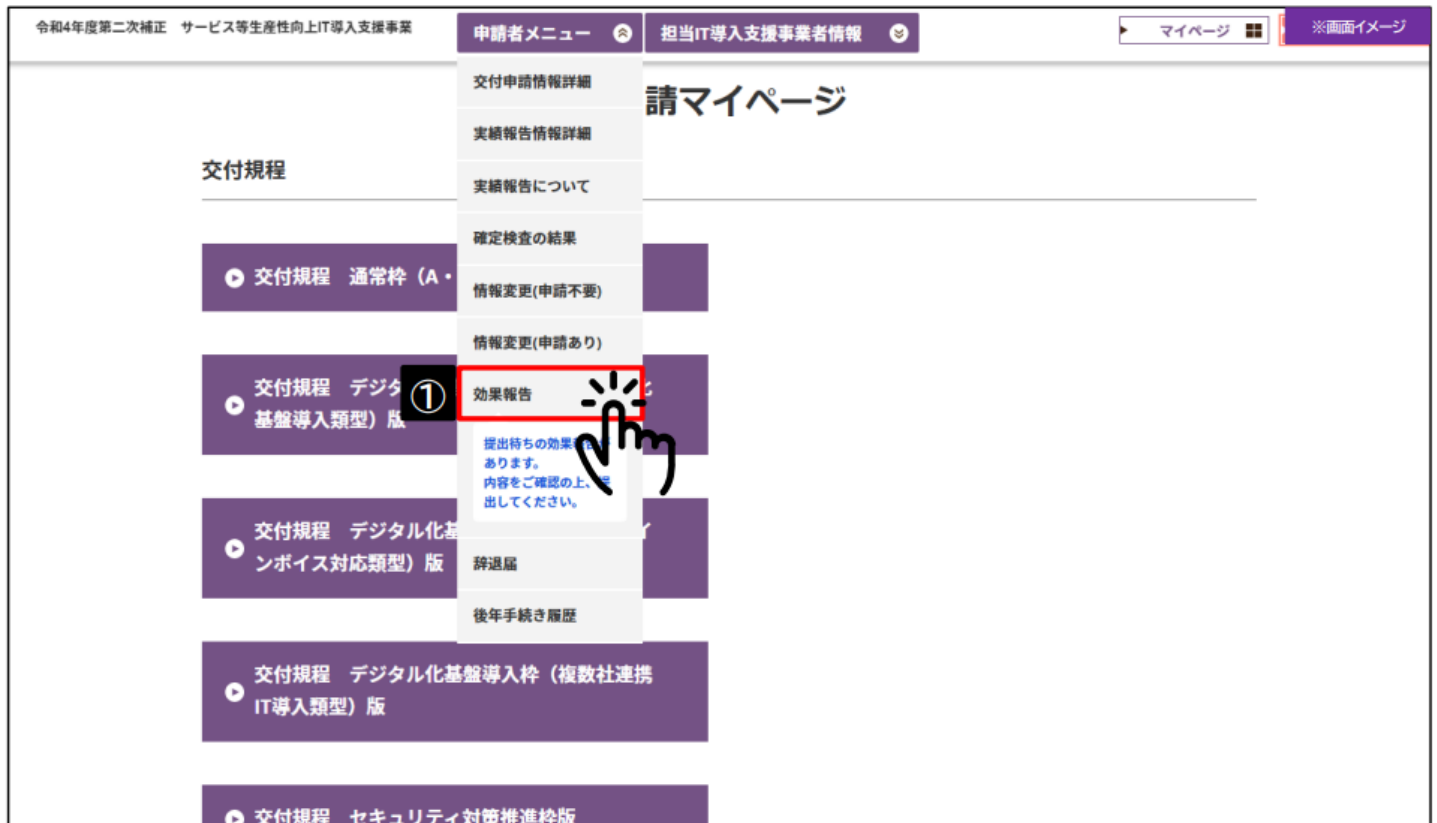 令和4年度第二次補正 サービス等生産性向上IT導入支援事業
申請者メニュー
担当IT導入支援事業者情報
マイページ
※画面イメージ
請マイページ
交付申請情報詳細
実績報告情報詳細
実績報告について
確定検査の結果
情報変更(申請不要)
情報変更(申請あり)
①
効果報告
提出待ちの効果
あります。
内容をご確認の上、
出してください。
辞退届
後年手続き履歴
交付規程
交付規程 通常枠（A・
交付規程 デジタ
基盤導入類型）版
交付規程 デジタル化基
ンボイス対応類型）版
交付規程 デジタル化基盤導入枠（複数社連携
IT導入類型）版
交付規程 セキュリティ対策推進枠版